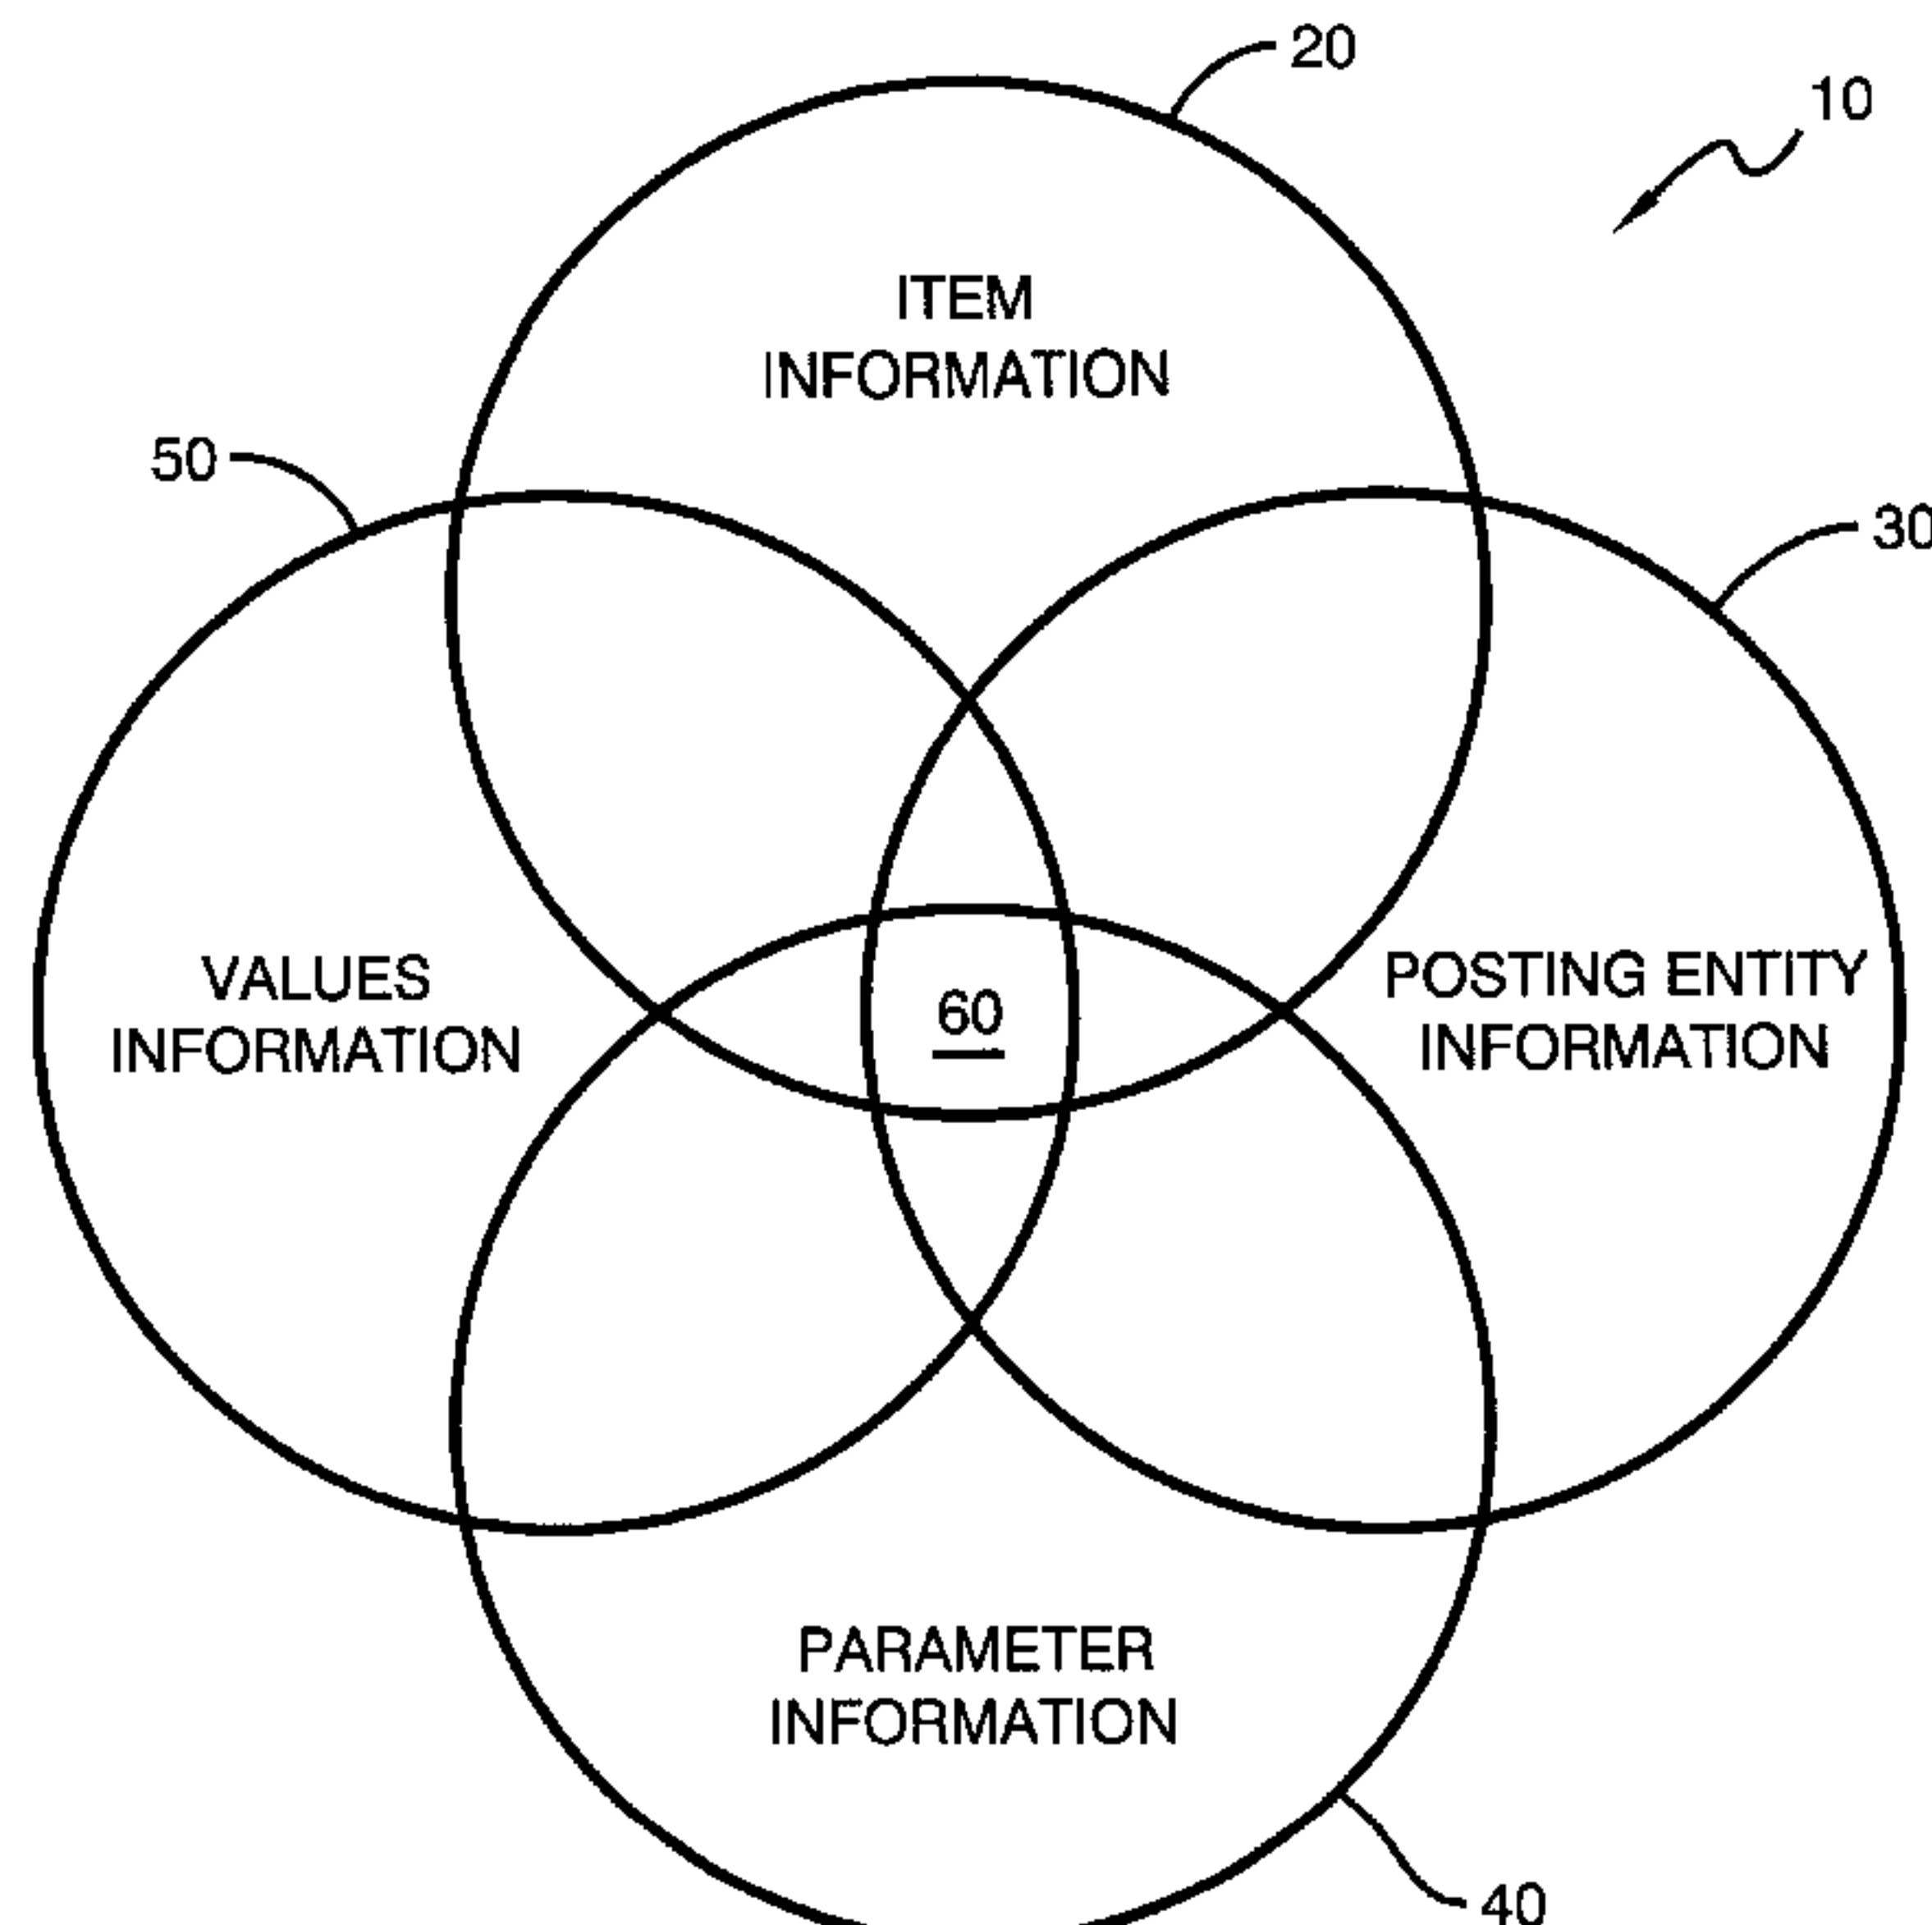 20
10
ITEM
INFORMATION
50
30
VALUES
INFORMATION
60
POSTING ENTITY
INFORMATION
PARAMETER
INFORMATION
40